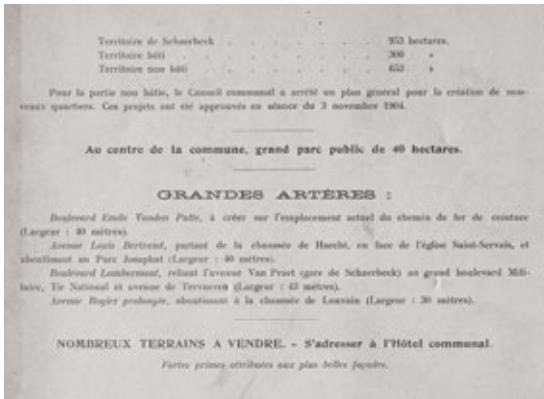 Territoire de Schaerbeek . . . . . . 953 hectares.
Territoire bâti . . . . . . . 300 »
Territoire non bâti . . . . . . 653 »
Pour la partie non bâtie, le Conseil communal a arrêté un plan général pour la création de nou-
veaux quartiers. Ces projets ont été approuvés en séance du 3 novembre 1904.
Au centre de la commune, grand parc public de 40 hectares.
GRANDES ARTÈRES :
Boulevard Emile Vanden Putte, à créer sur l'emplacement actuel du chemin de fer de ceinture
(Largeur : 40 mètres).
Avenue Louis Bertrand, partant de la chaussée de Haecht, en face de l'église Saint-Servais, et
aboutissant au Parc Josaphat (Largeur : 40 mètres).
Boulevard Lambermont, reliant l'avenue Van Praet (gare de Schaerbeek) au grand boulevard Mili-
taire, Tir National et avenue de Tervueren (Largeur : 43 mètres).
Avenue Rogier prolongée, aboutissant à la chaussée de Louvain (Largeur : 30 mètres).
NOMBREUX TERRAINS A VENDRE. - S'adresser à l'Hôtel communal.
Fortes primes attribuées aux plus belles façades.